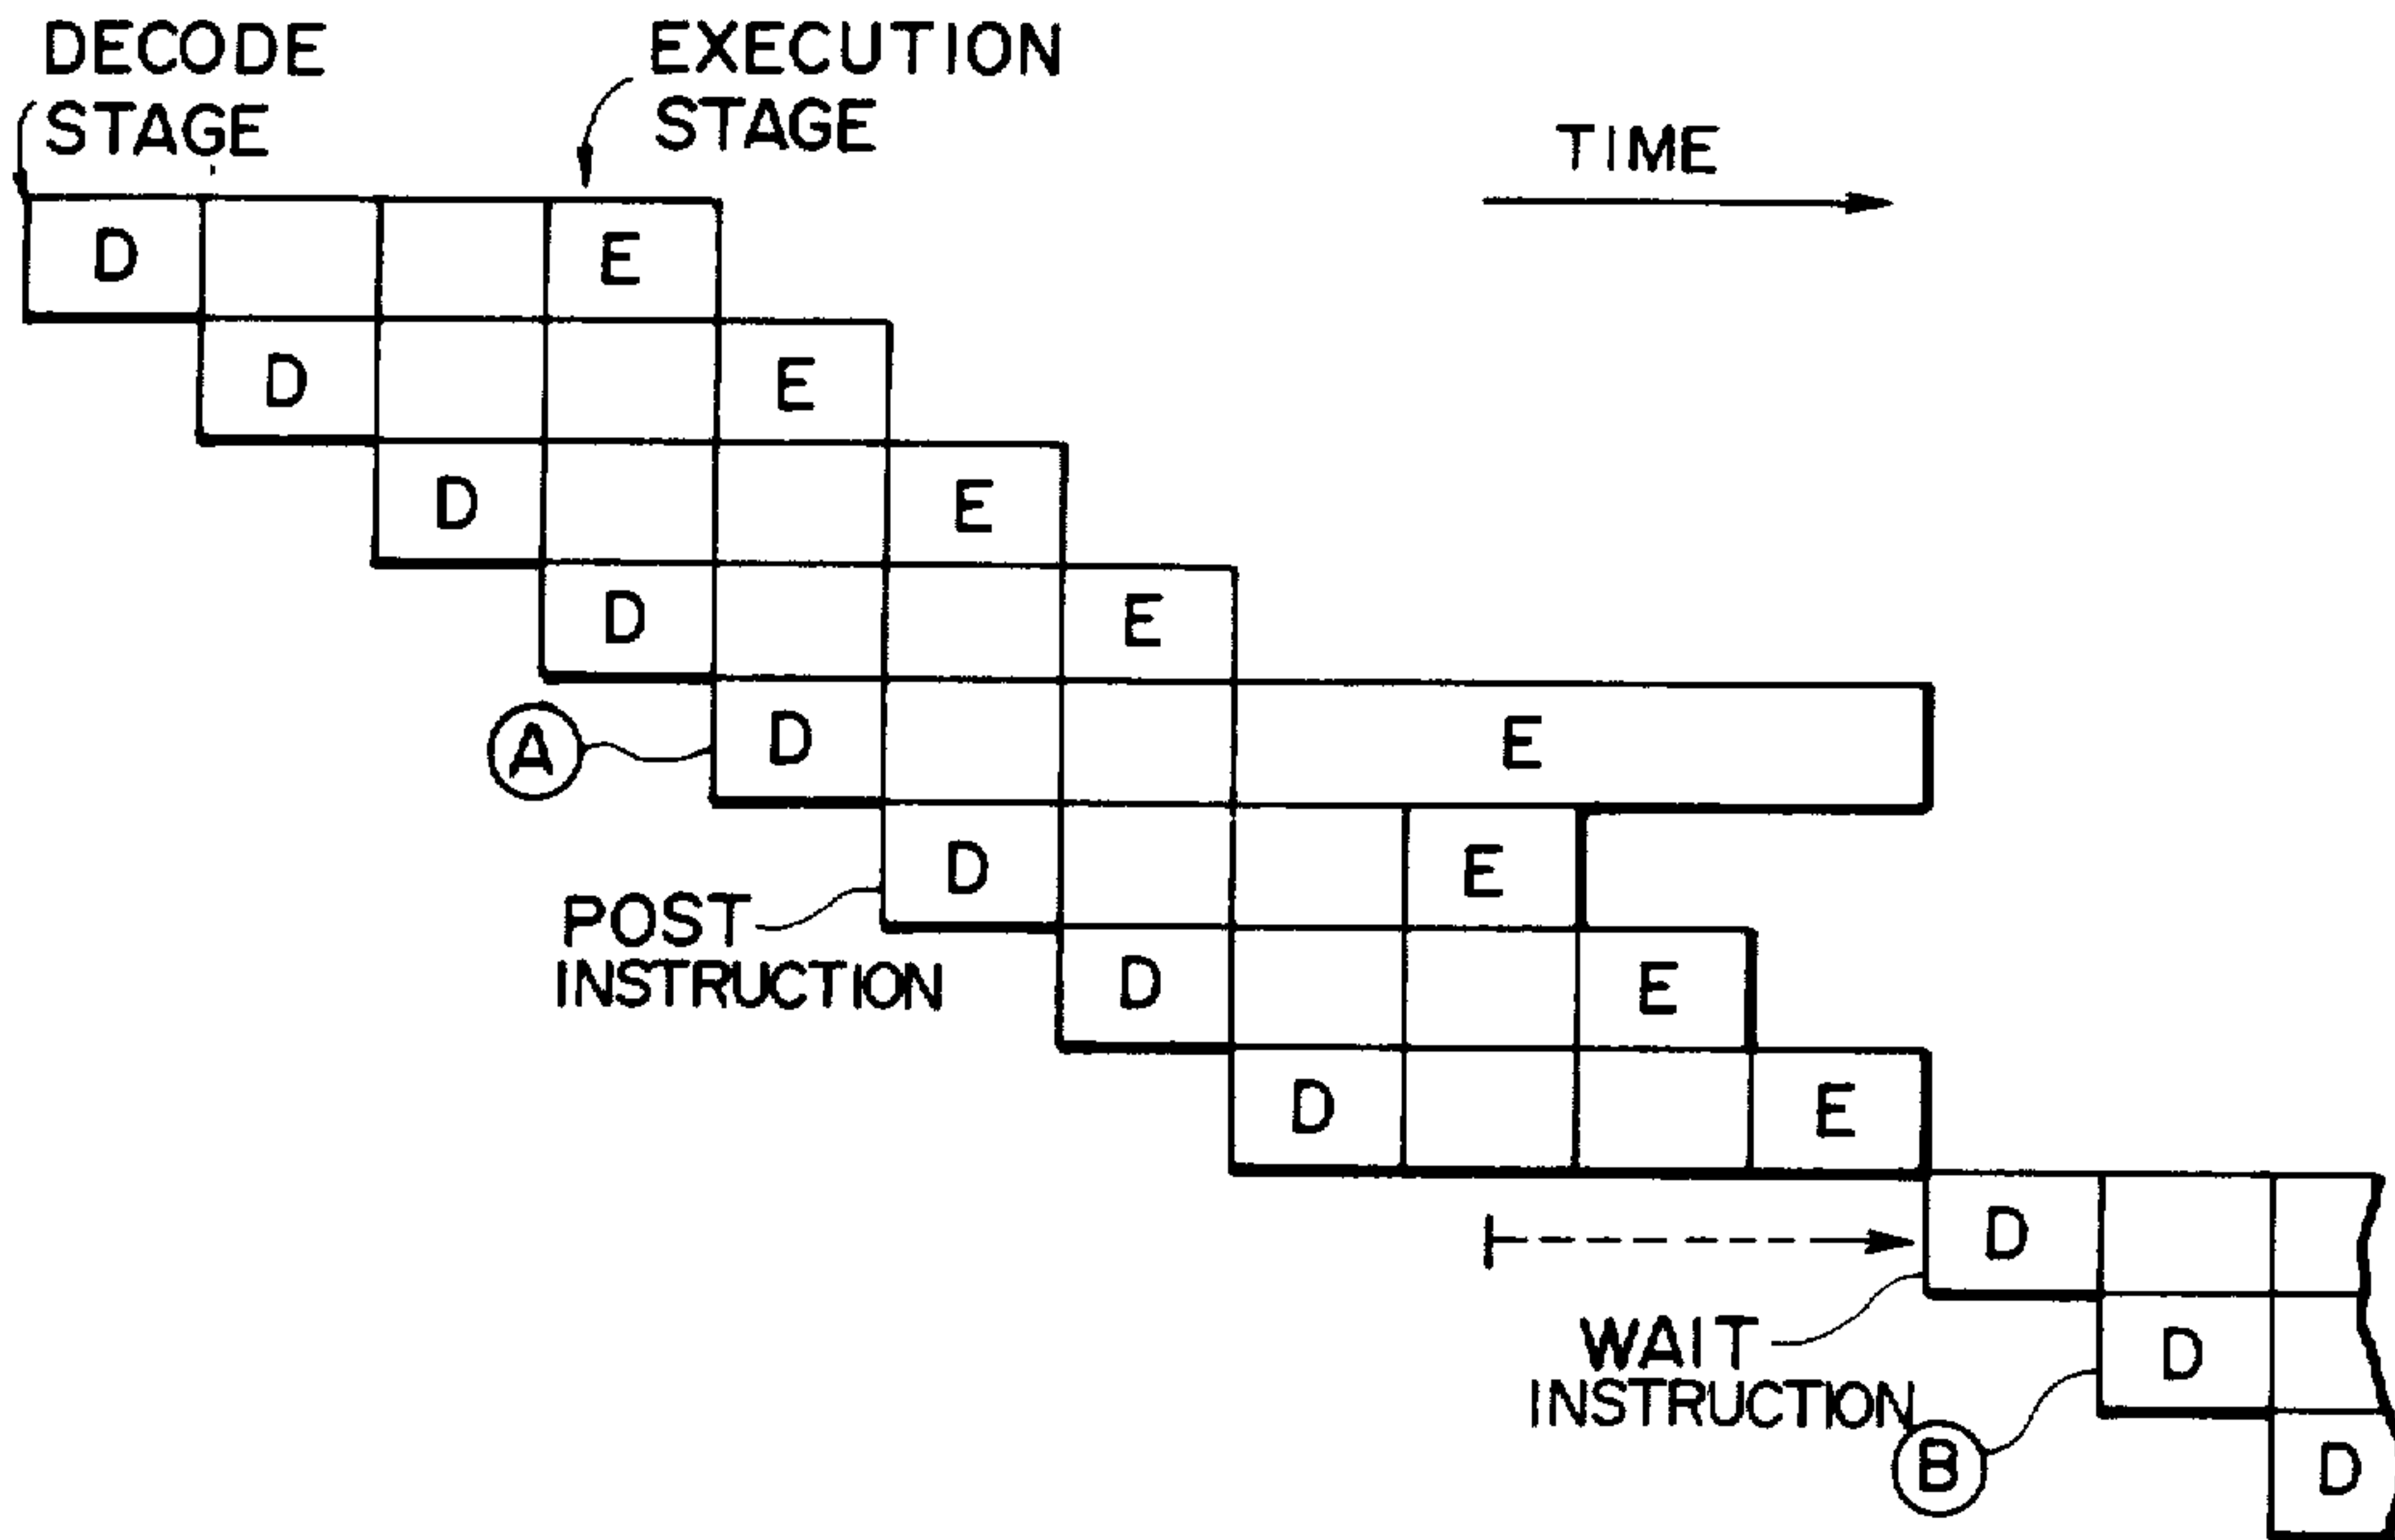 DECODE
STAGE
EXECUTION
STAGE
TIME
D E
D E
D E
D E
A D E
D E
POST
INSTRUCTION
D E
D E
D
WAIT
INSTRUCTION
D
B
D